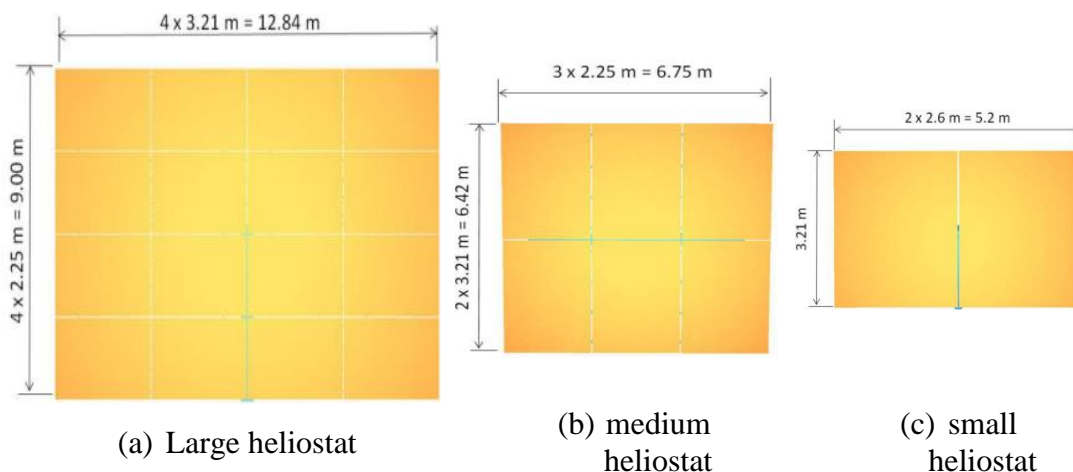 4 x 3.21 m = 12.84 m
4 x 2.25 m = 9.00 m
(a) Large heliostat
3 x 2.25 m = 6.75 m
2 x 3.21 m = 6.42 m
(b) medium
heliostat
2 x 2.6 m = 5.2 m
3.21 m
(c) small
heliostat